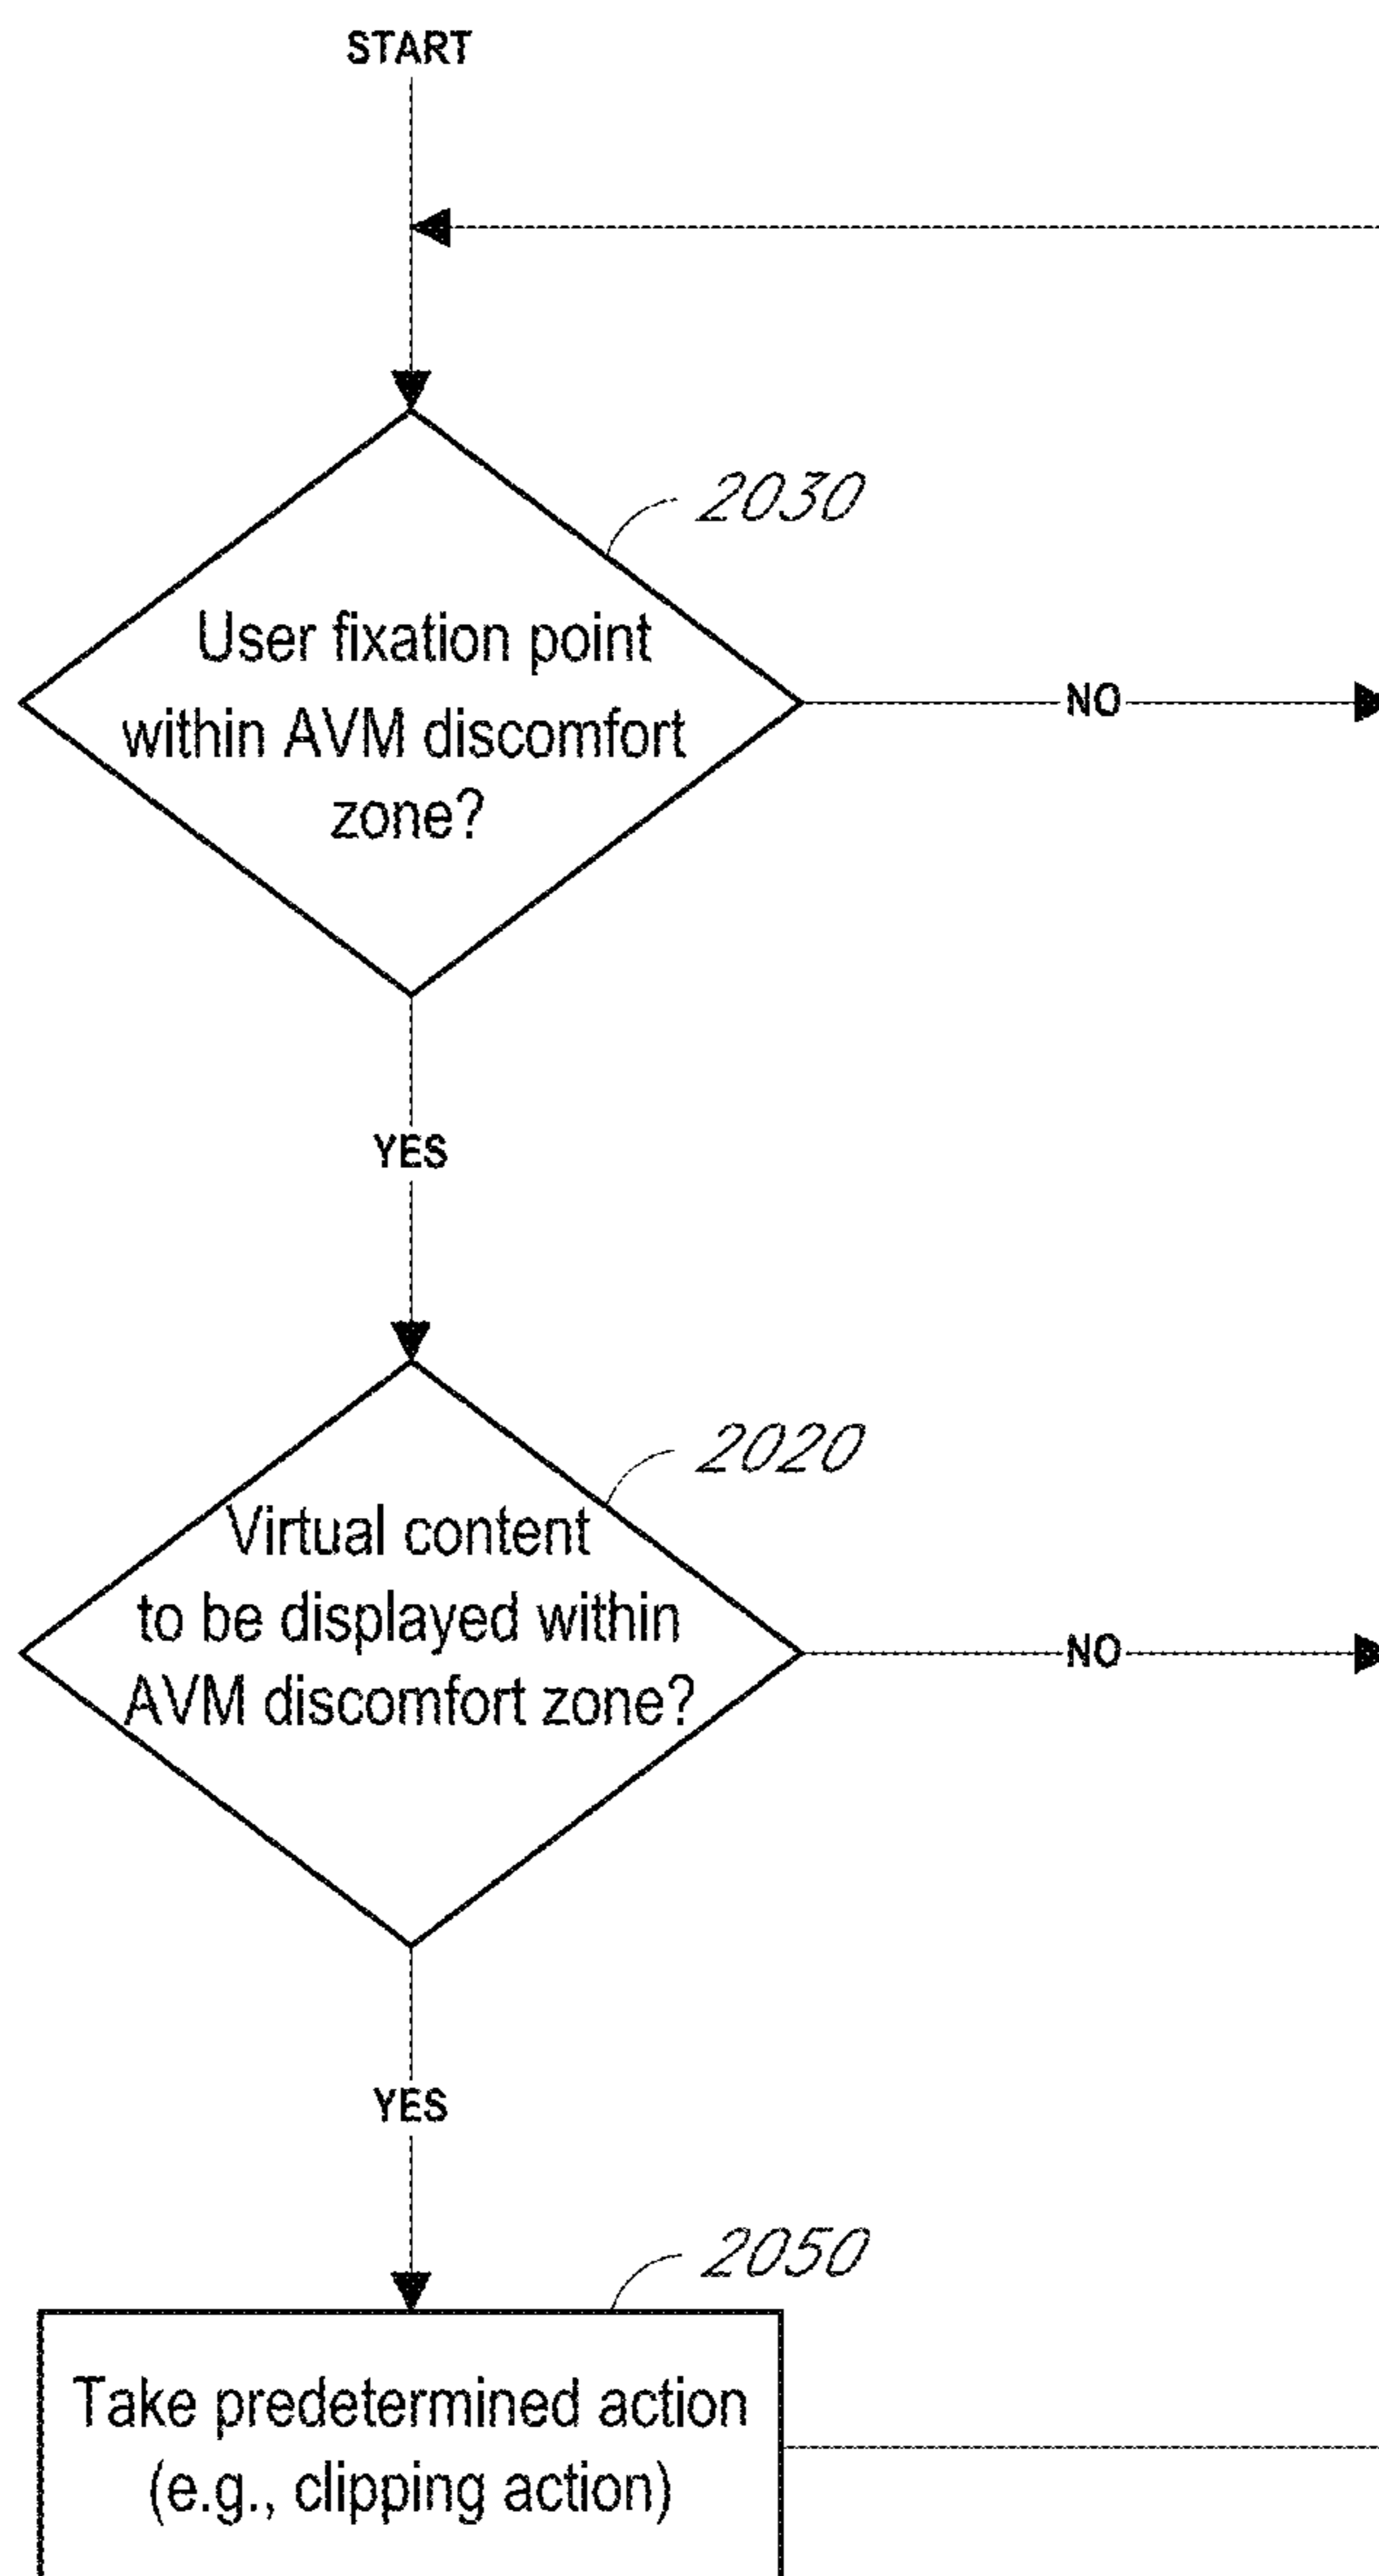 START
2030
User fixation point
within AVM discomfort
zone?
NO
YES
2020
Virtual content
to be displayed within
AVM discomfort zone?
NO
YES
2050
Take predetermined action
(e.g., clipping action)